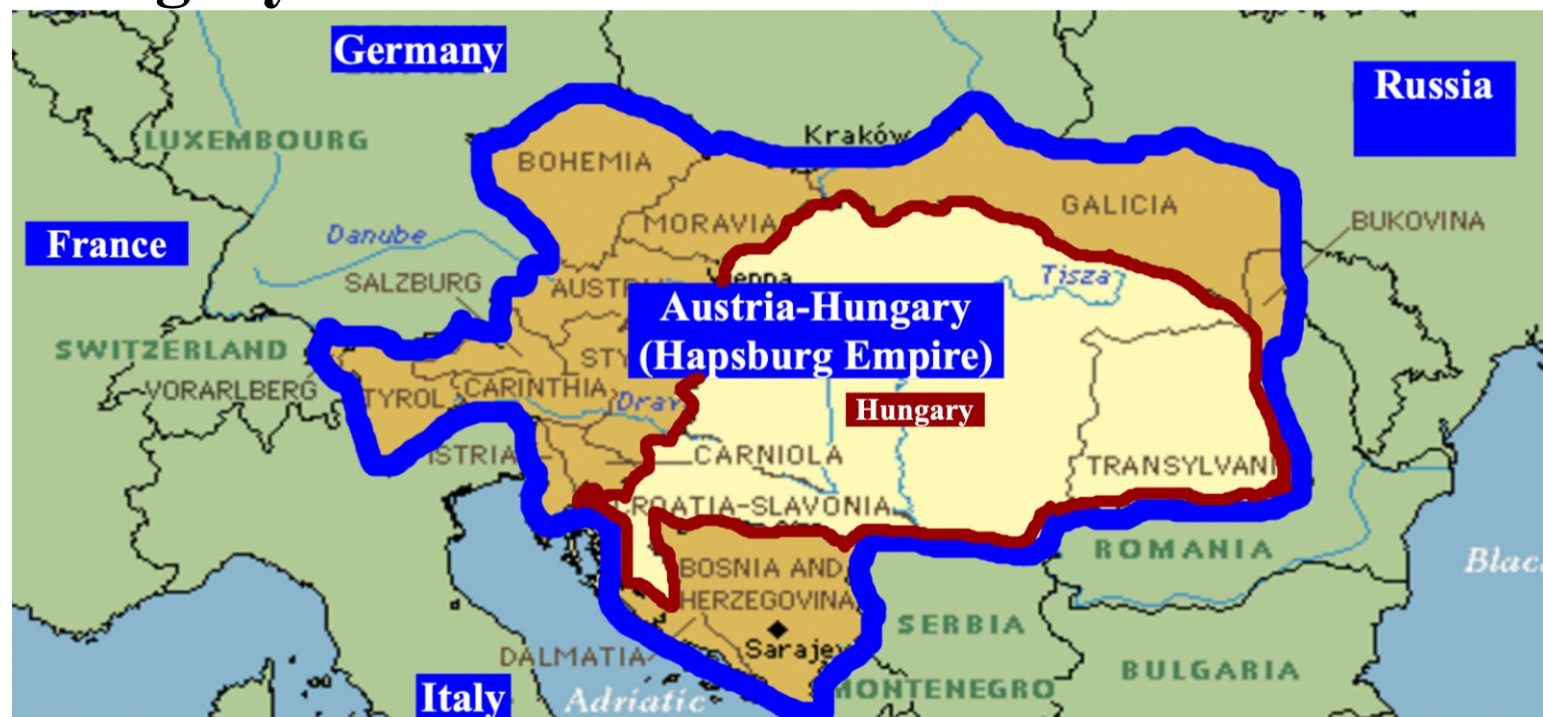 Germany
Russia
Kraków
LUXEMBOURG
BOHEMIA
GALICIA
MORAVIA
BUKOVINA
France
Danube
SALZBURG
Tisza
Austria-Hungary
(Hapsburg Empire)
SWITZERLAND
VORARLBERG
TYROL
CARINTHIA
Hungary
ISTRIA
CARNIOLA
TRANSYLVANI
CROATIA-SLAVONIA
ROMANIA
BOSNIA AND
HERZEGOVINA
SERBIA
Sarajev
DALMATIA
BULGARIA
MONTENEGRO
Italy
Adriatic